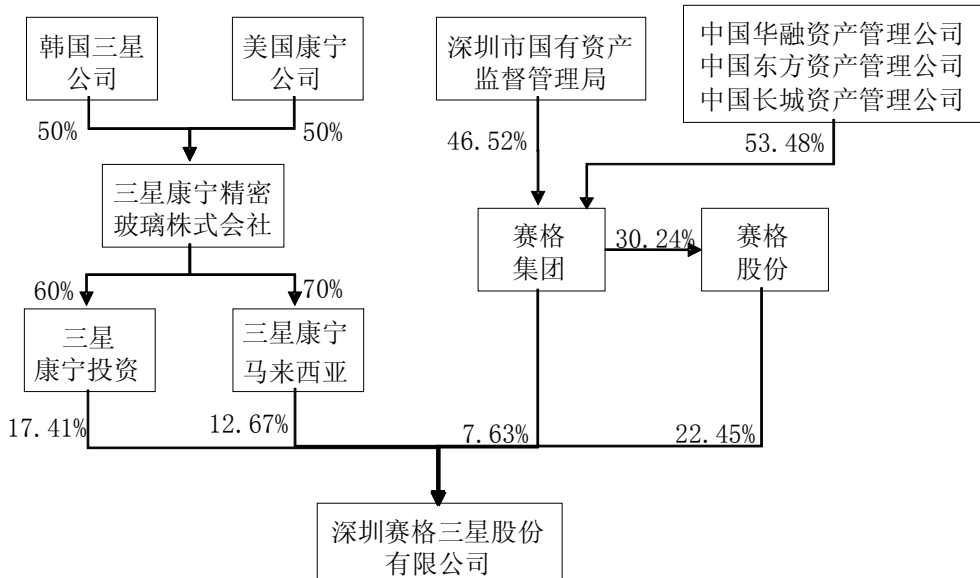 韩国三星
公司
美国康宁
公司
深圳市国有资产
监督管理局
中国华融资产管理公司
中国东方资产管理公司
中国长城资产管理公司
50%
50%
46.52%
53.48%
三星康宁精密
玻璃株式会社
赛格
集团
30.24%
赛格
股份
60%
70%
三星
康宁投资
三星康宁
马来西亚
17.41%
12.67%
7.63%
22.45%
深圳赛格三星股份
有限公司